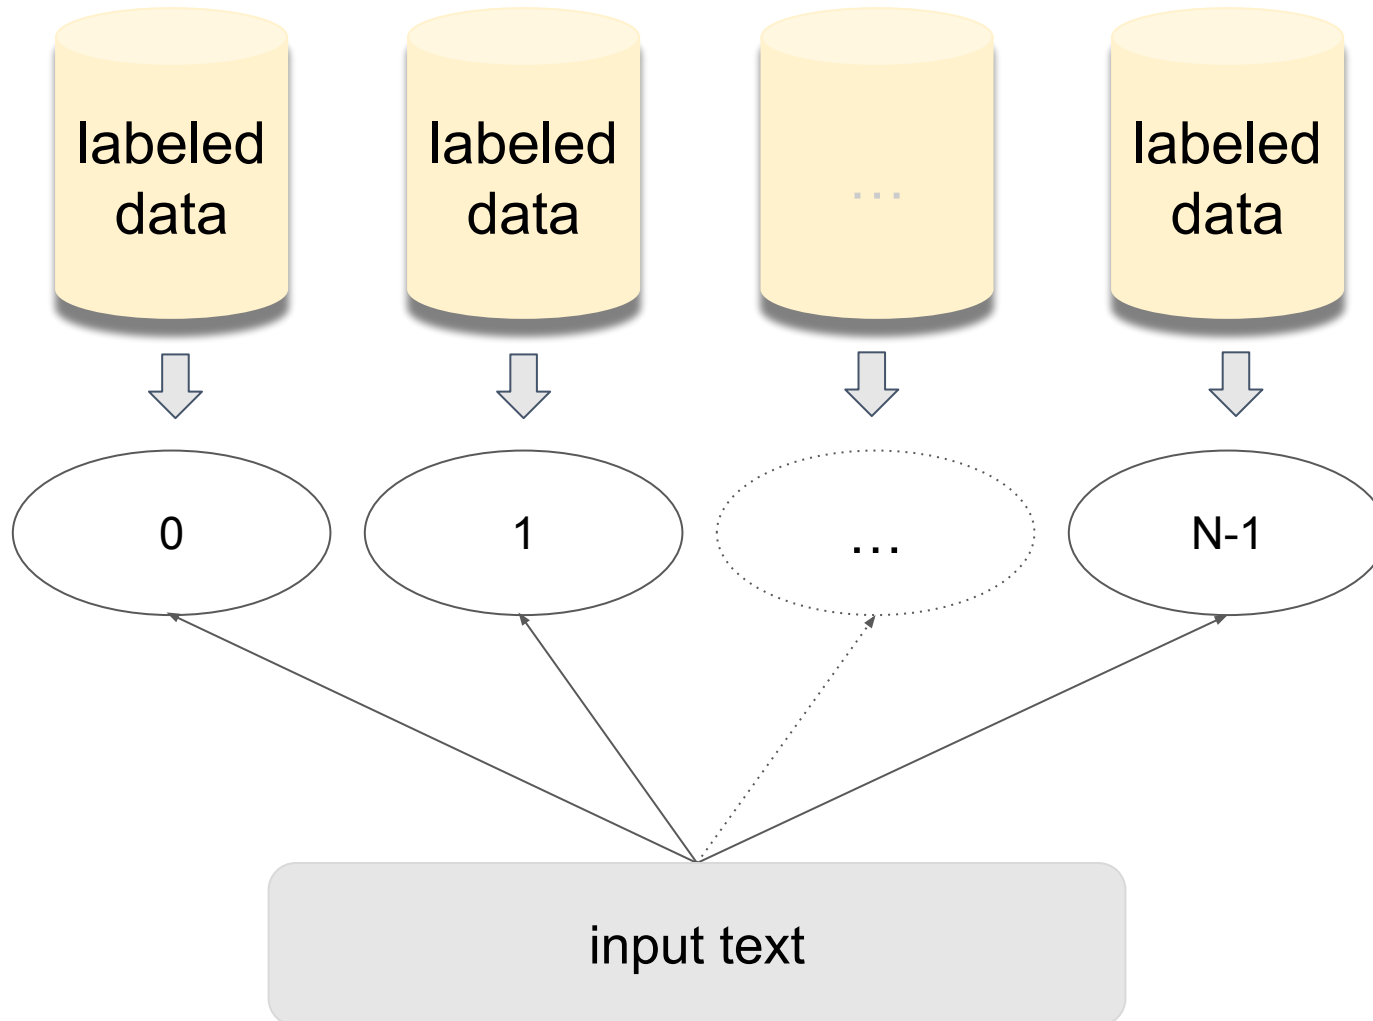 labeled
data
labeled
data
...
labeled
data
0
1
...
N-1
input text